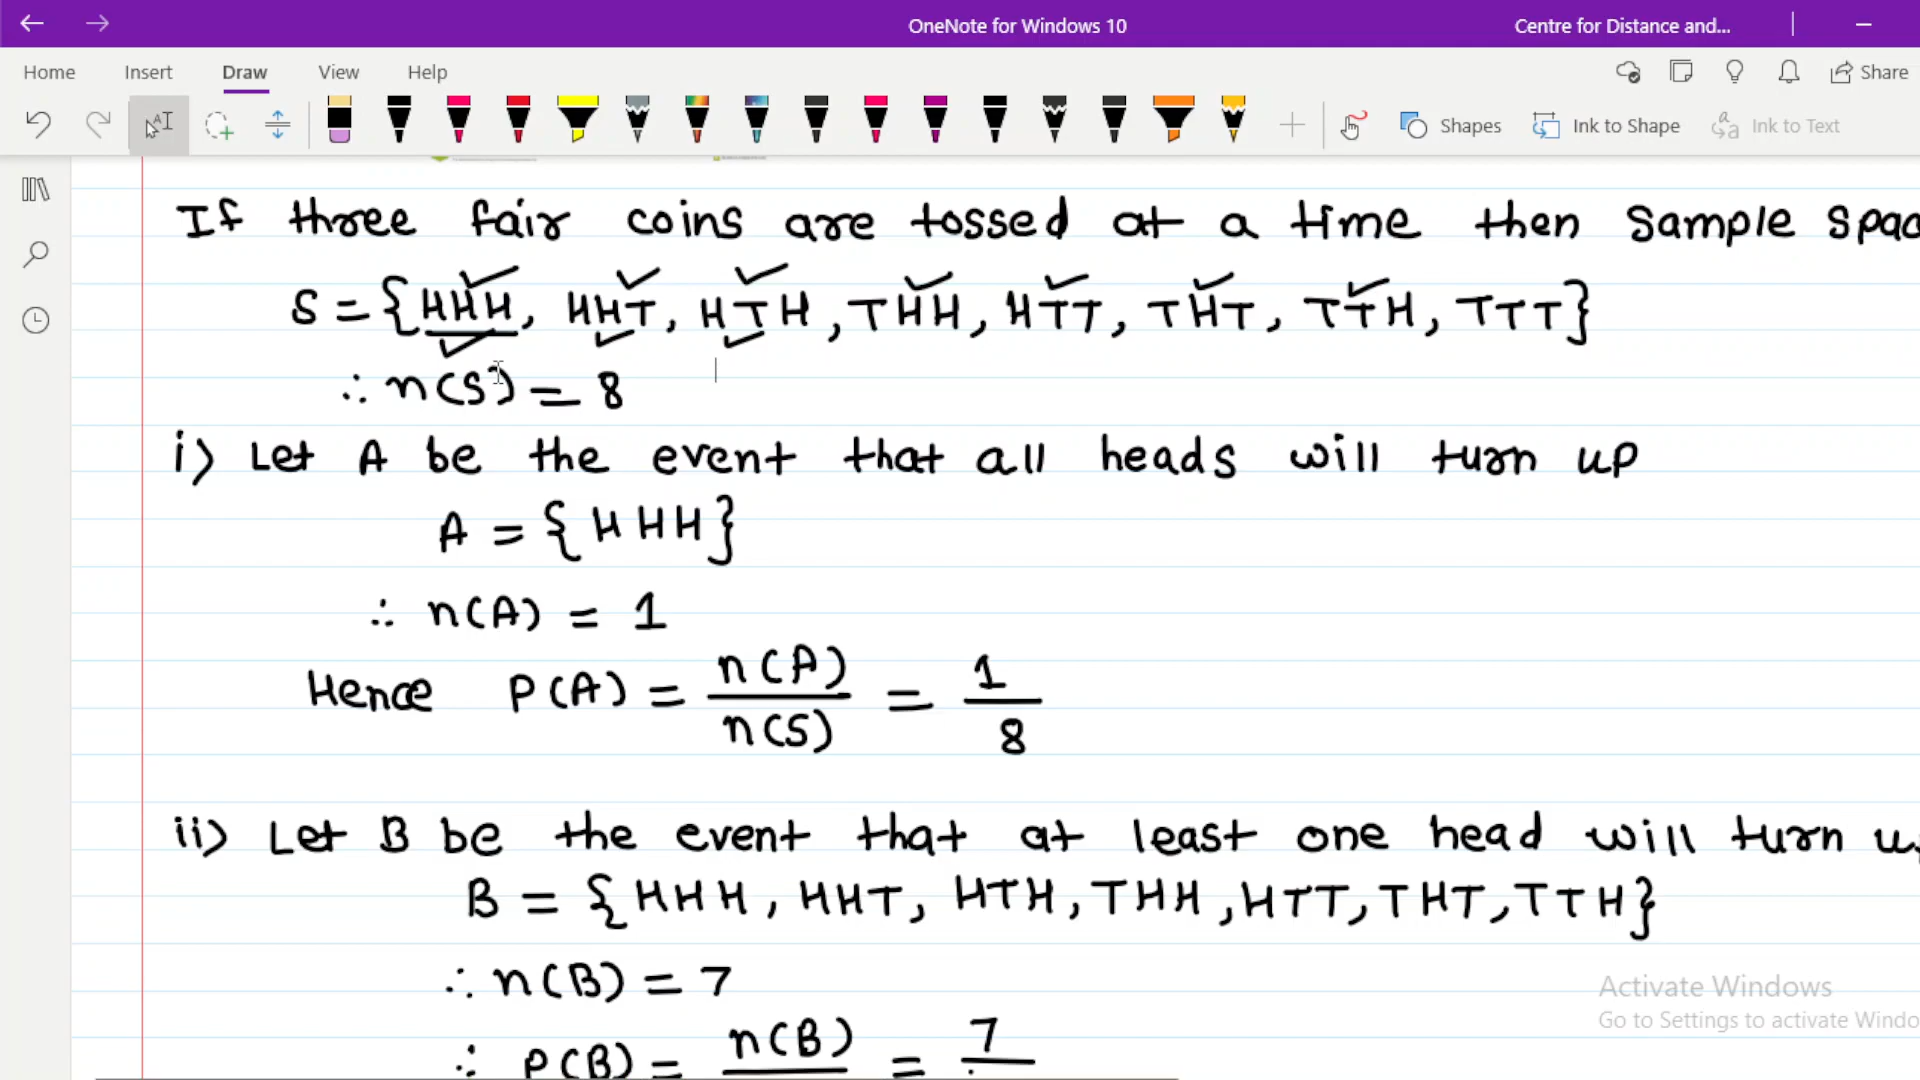 OneNote for Windows 10
Centre for Distance and...
Home Insert Draw View Help
Share
Shapes Ink to Shape Ink to Text
If three fair coins are tossed at a time then Sample Spac
S = {HHH, HHT, HTH, THH, HTT, THT, TTH, TTT}
∴ n(S) = 8
i) Let A be the event that all heads will turn up
A = {HHH}
∴ n(A) = 1
Hence P(A) = n(A)/n(S) = 1/8
ii) Let B be the event that at least one head will turn up
B = {HHH, HHT, HTH, THH, HTT, THT, TTH}
∴ n(B) = 7
∴ P(B) = n(B) = 7
Activate Windows
Go to Settings to activate Windo